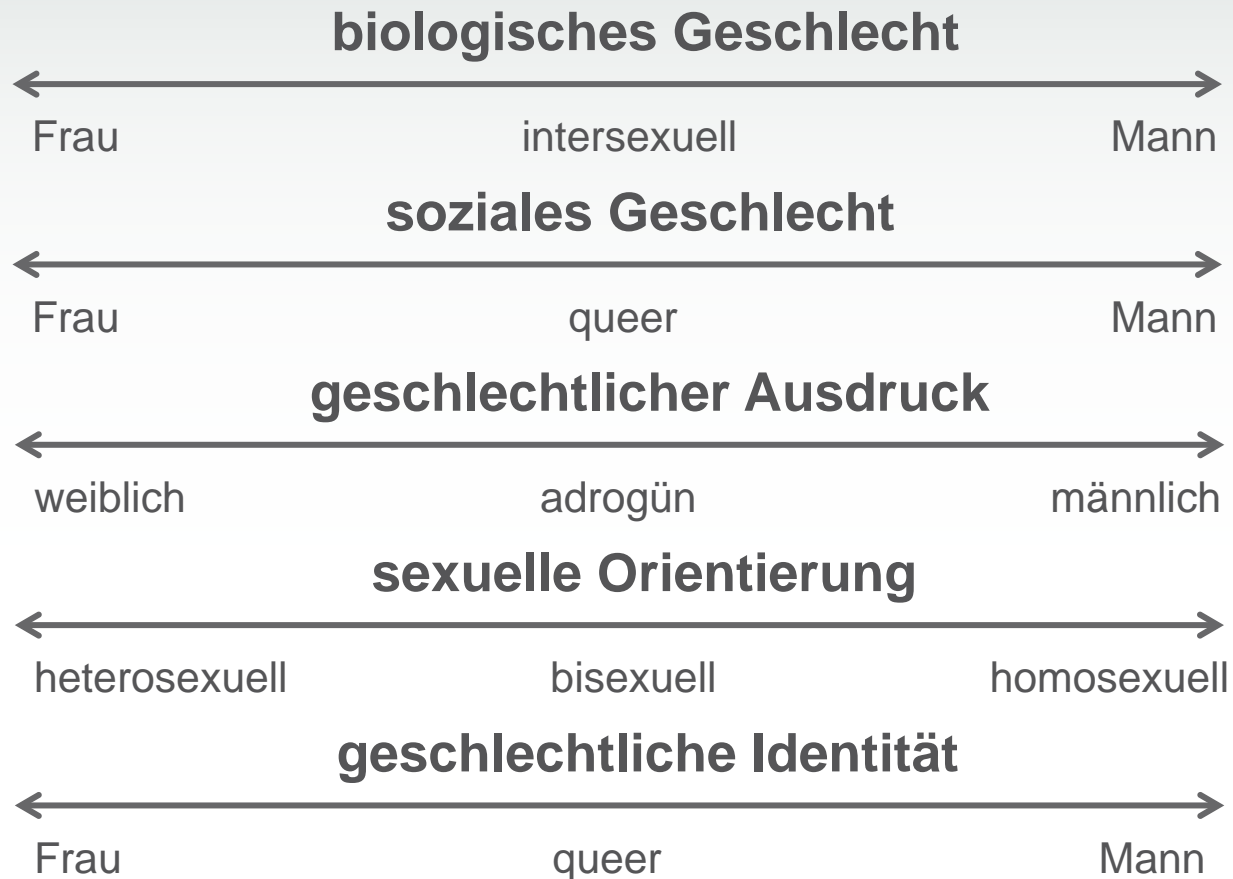 biologisches Geschlecht
Frau intersexuell Mann
soziales Geschlecht
Frau queer Mann
geschlechtlicher Ausdruck
weiblich adrogün männlich
sexuelle Orientierung
heterosexuell bisexuell homosexuell
geschlechtliche Identität
Frau queer Mann